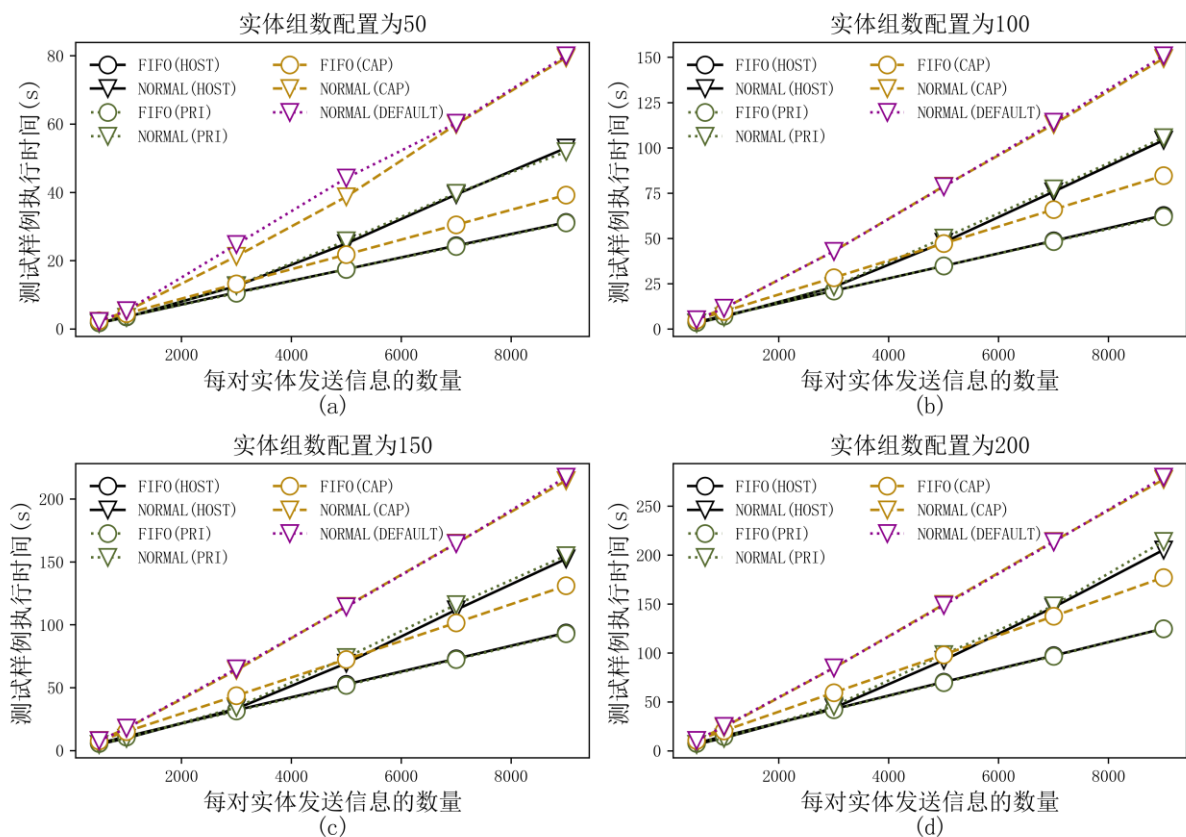 实体组数配置为50
测试样例执行时间(s)
80
60
40
20
0
FIFO(HOST)
NORMAL(HOST)
FIFO(PRI)
NORMAL(PRI)
FIFO(CAP)
NORMAL(CAP)
NORMAL(DEFAULT)
2000 4000 6000 8000
每对实体发送信息的数量
(a)
实体组数配置为100
测试样例执行时间(s)
150
125
100
75
50
25
0
FIFO(HOST)
NORMAL(HOST)
FIFO(PRI)
NORMAL(PRI)
FIFO(CAP)
NORMAL(CAP)
NORMAL(DEFAULT)
2000 4000 6000 8000
每对实体发送信息的数量
(b)
实体组数配置为150
测试样例执行时间(s)
200
150
100
50
0
FIFO(HOST)
NORMAL(HOST)
FIFO(PRI)
NORMAL(PRI)
FIFO(CAP)
NORMAL(CAP)
NORMAL(DEFAULT)
2000 4000 6000 8000
每对实体发送信息的数量
(c)
实体组数配置为200
测试样例执行时间(s)
250
200
150
100
50
0
FIFO(HOST)
NORMAL(HOST)
FIFO(PRI)
NORMAL(PRI)
FIFO(CAP)
NORMAL(CAP)
NORMAL(DEFAULT)
2000 4000 6000 8000
每对实体发送信息的数量
(d)